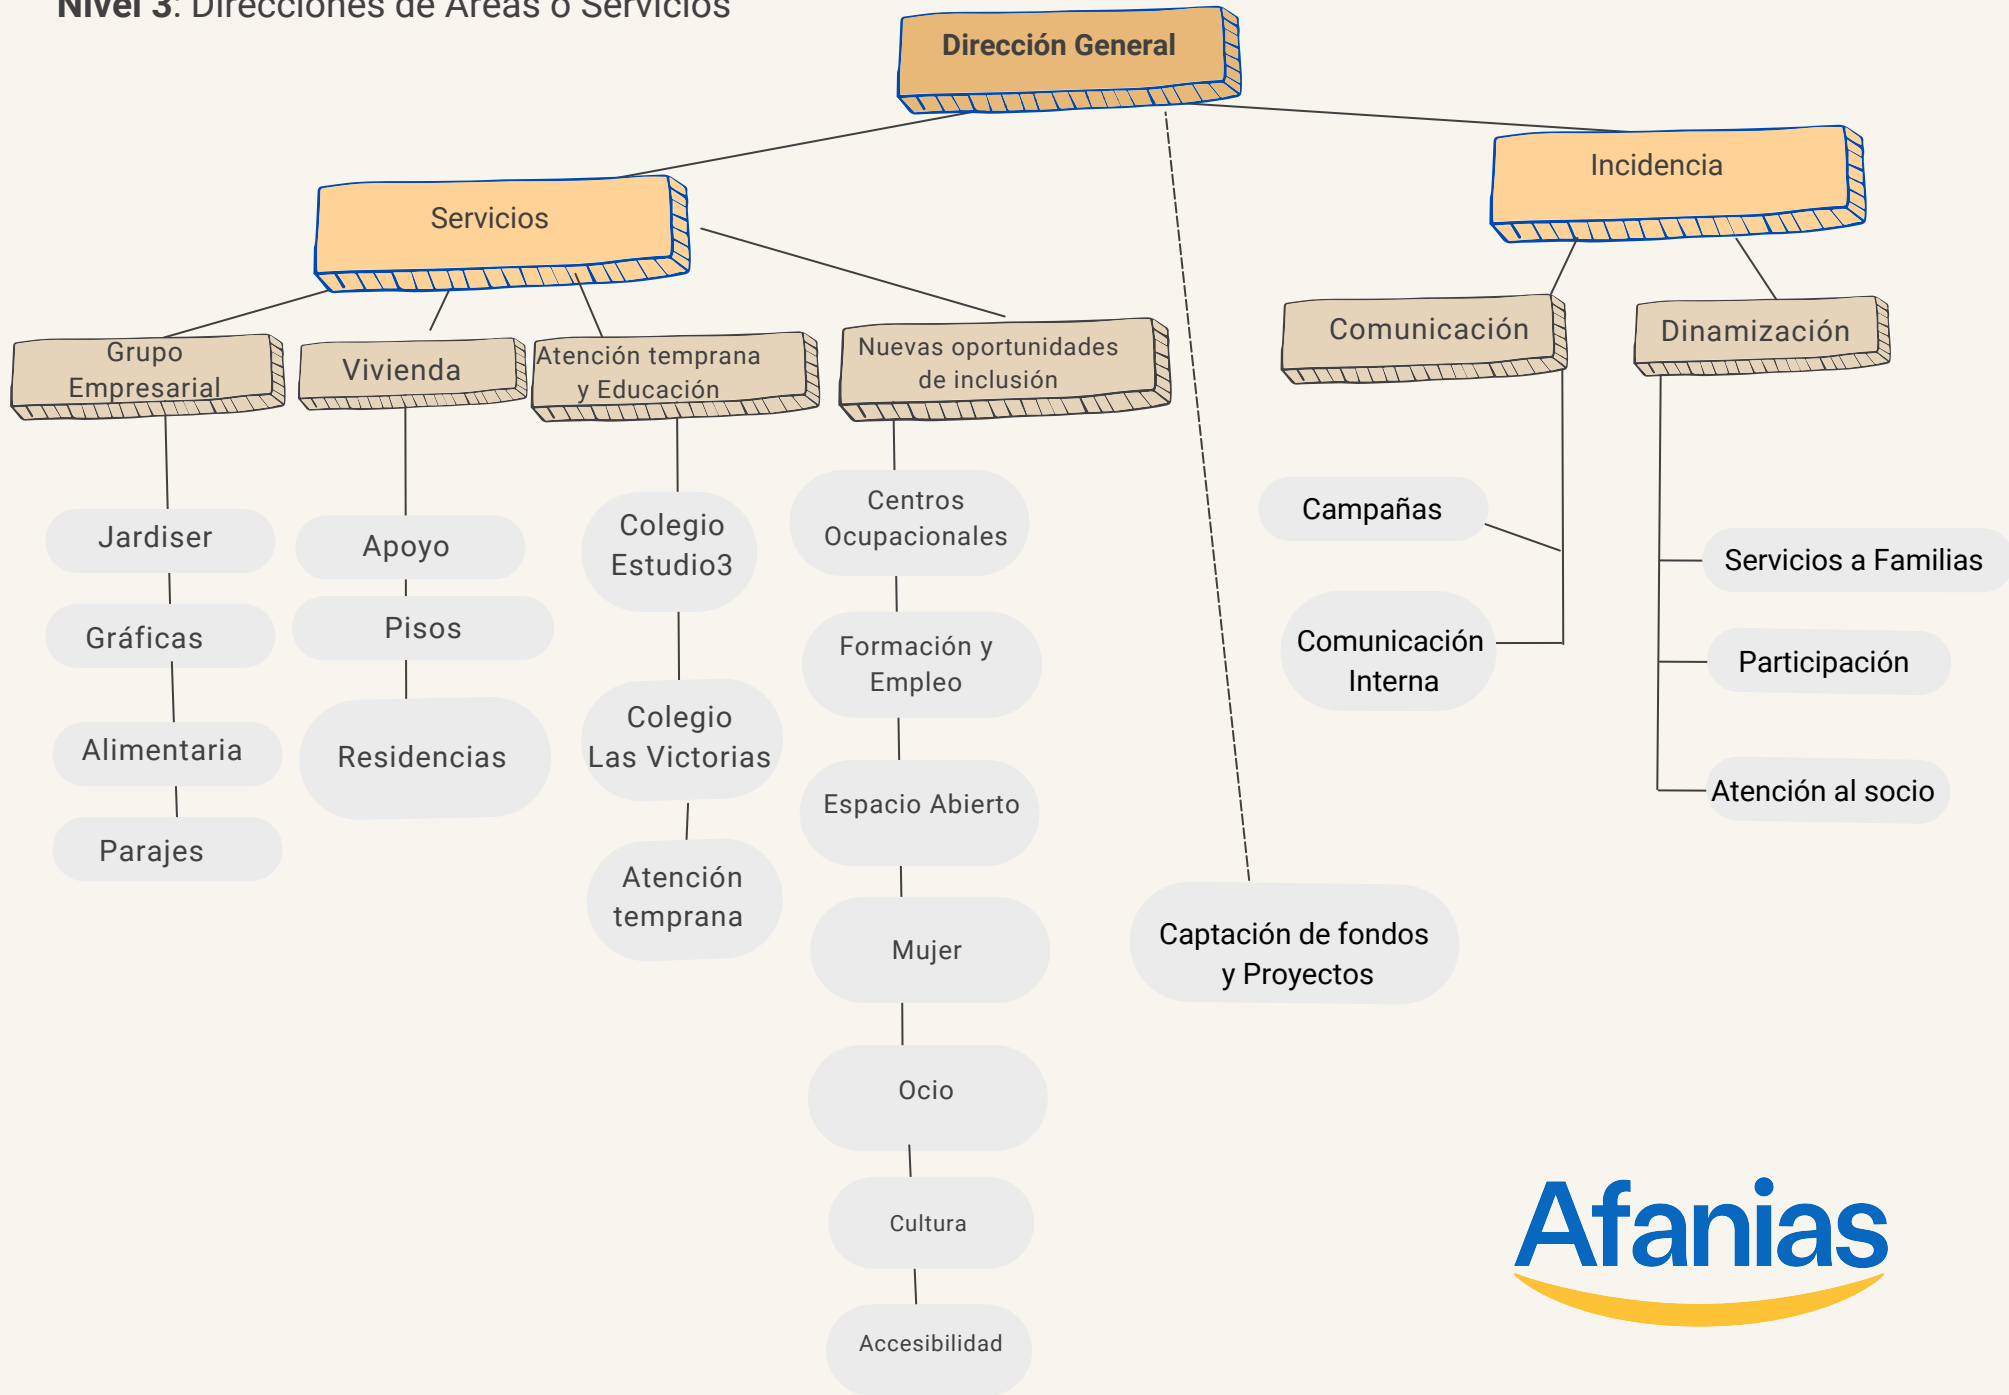 Nivel 3: Direcciones de Áreas o Servicios
Dirección General
Servicios
Incidencia
Grupo
Empresarial
Vivienda
Atención temprana
y Educación
Nuevas oportunidades
de inclusión
Comunicación
Dinamización
Jardiser
Gráficas
Alimentaria
Parajes
Apoyo
Pisos
Residencias
Colegio
Estudio3
Colegio
Las Victorias
Atención
temprana
Centros
Ocupacionales
Formación y
Empleo
Espacio Abierto
Mujer
Ocio
Cultura
Accesibilidad
Captación de fondos
y Proyectos
Campañas
Comunicación
Interna
Servicios a Familias
Participación
Atención al socio
Afanias